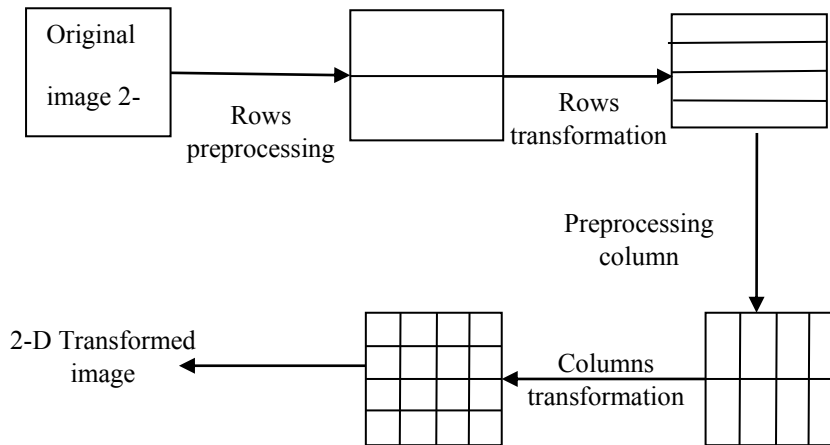 Original
image 2-
Rows
preprocessing
Rows
transformation
Preprocessing
column
Columns
transformation
2-D Transformed
image